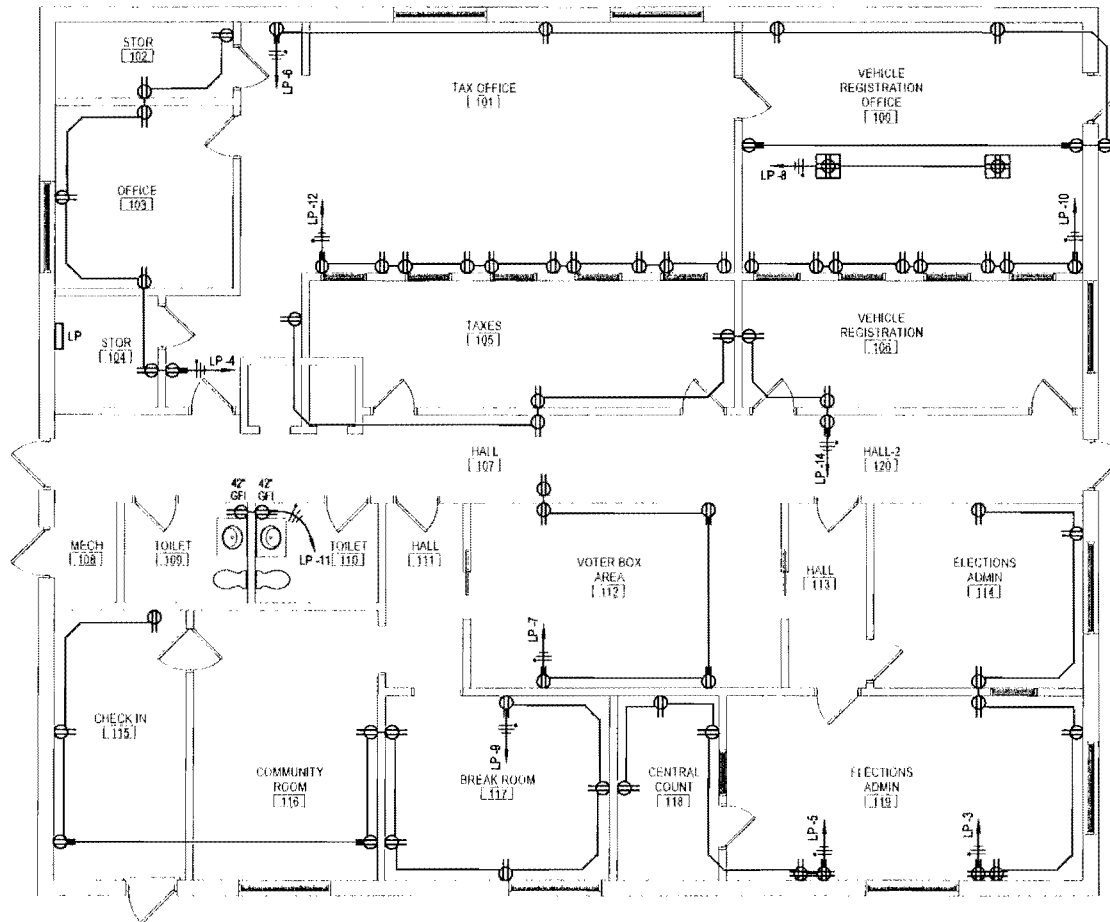 STOR
102
LP-6
TAX OFFICE
101
VEHICLE
REGISTRATION
OFFICE
100
LP-8
OFFICE
103
LP-12
LP-10
LP
STOR
104
LP-4
TAXES
105
VEHICLE
REGISTRATION
106
HALL
107
LP-14
HALL-2
120
42"
GFI
42"
GFI
MECH
108
TOILET
109
LP-11
TOILET
110
HALL
111
VOTER BOX
AREA
112
HALL
113
ELECTIONS
ADMIN
114
LP-7
CHECK IN
115
COMMUNITY
ROOM
116
LP-9
BREAK ROOM
117
CENTRAL
COUNT
118
ELECTIONS
ADMIN
119
LP-5
LP-3